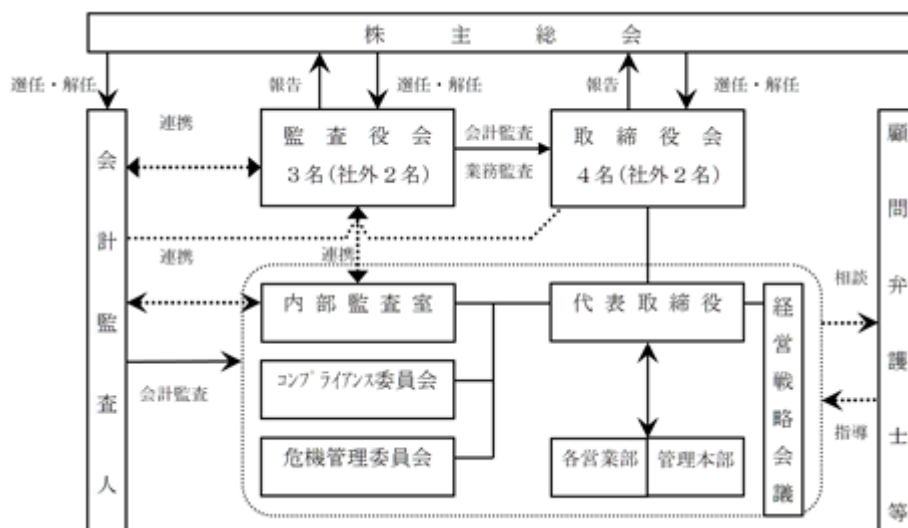 株主総会
選任・解任
報告
選任・解任
報告
選任・解任
連携
監査役会
3名(社外2名)
会計監査
業務監査
取締役会
4名(社外2名)
会計監査人
顧問弁護士等
連携
連携
内部監査室
代表取締役
経営戦略会議
相談
会計監査
コンプライアンス委員会
指導
危機管理委員会
各営業部
管理本部